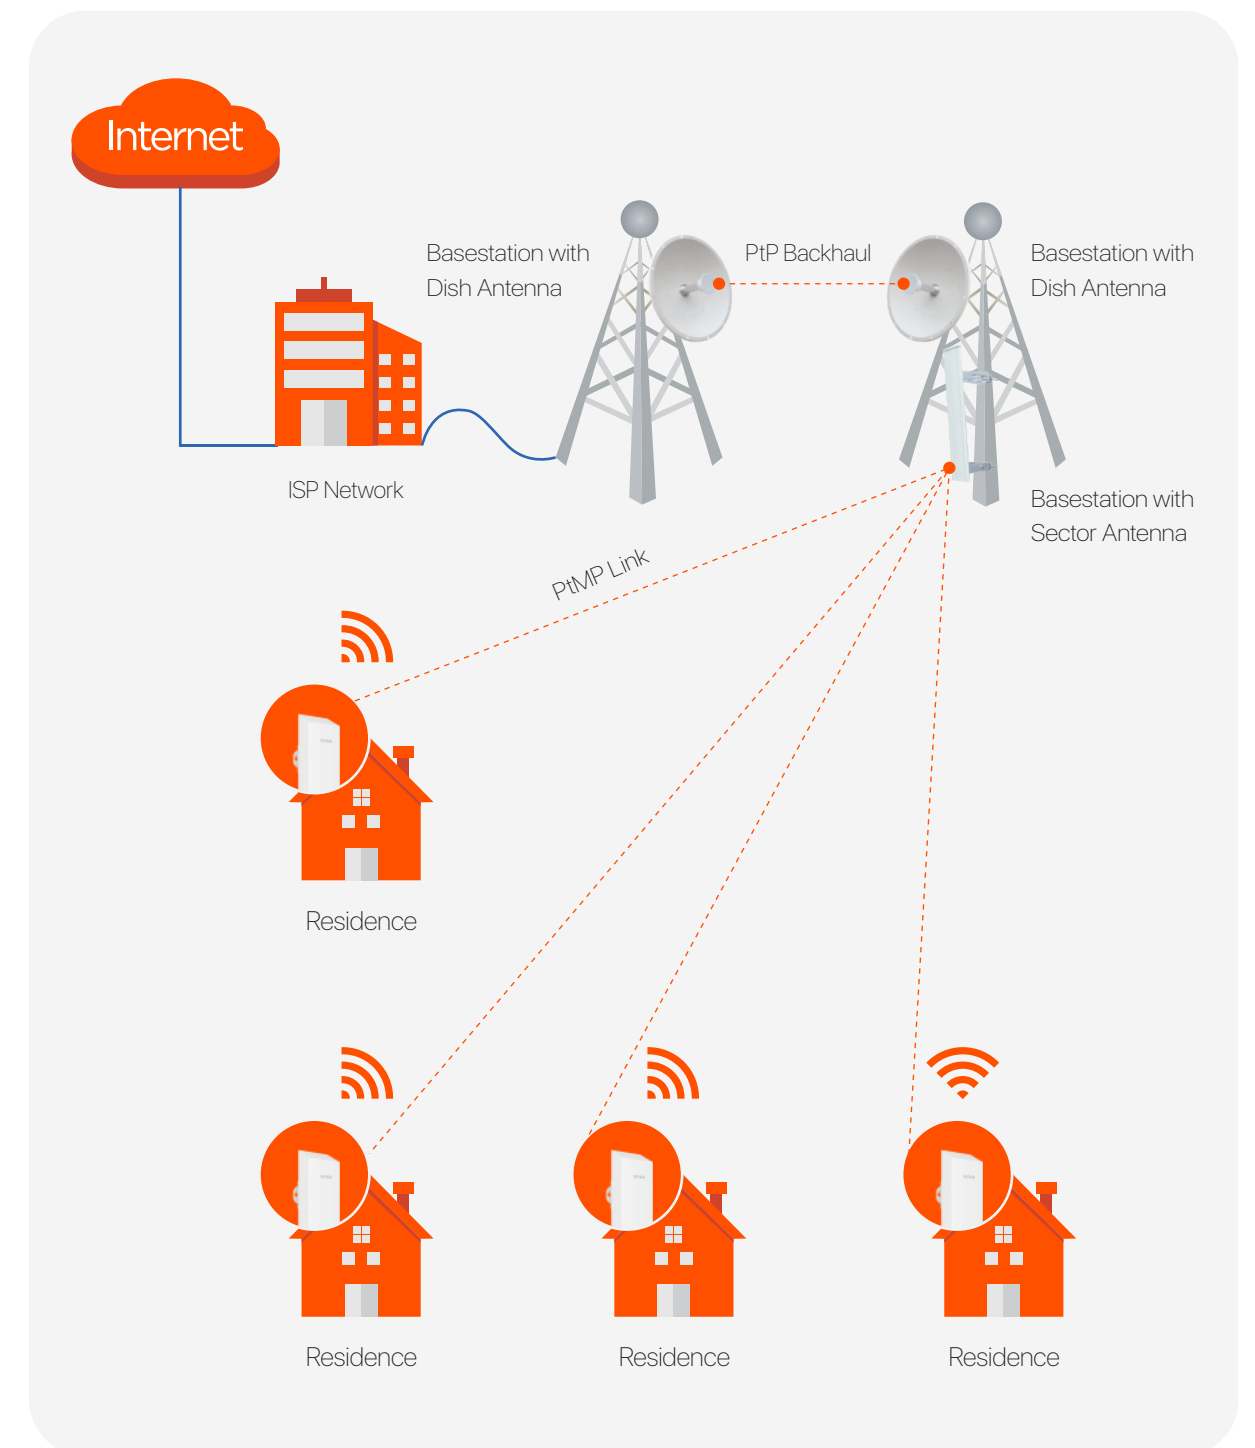 Internet
Basestation with
Dish Antenna
PtP Backhaul
Basestation with
Dish Antenna
ISP Network
Basestation with
Sector Antenna
PtMP Link
Residence
Residence
Residence
Residence